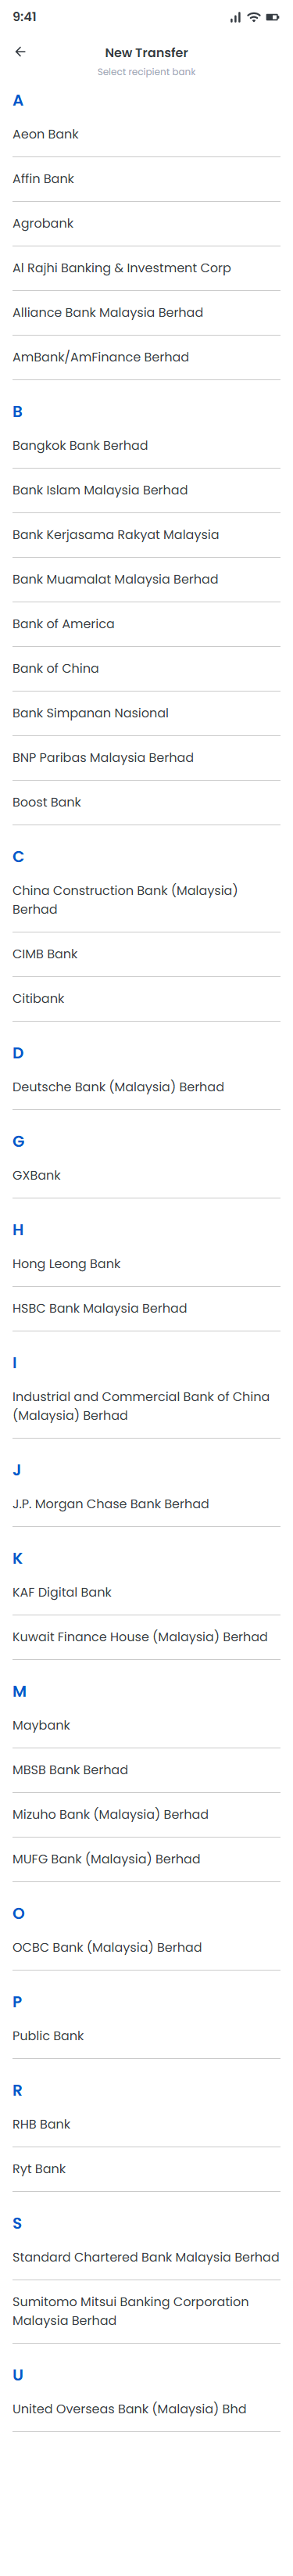 9:41
New Transfer
Select recipient bank
A
Aeon Bank
Affin Bank
Agrobank
Al Rajhi Banking & Investment Corp
Alliance Bank Malaysia Berhad
AmBank/AmFinance Berhad
B
Bangkok Bank Berhad
Bank Islam Malaysia Berhad
Bank Kerjasama Rakyat Malaysia
Bank Muamalat Malaysia Berhad
Bank of America
Bank of China
Bank Simpanan Nasional
BNP Paribas Malaysia Berhad
Boost Bank
C
China Construction Bank (Malaysia)
Berhad
CIMB Bank
Citibank
D
Deutsche Bank (Malaysia) Berhad
G
GXBank
H
Hong Leong Bank
HSBC Bank Malaysia Berhad
I
Industrial and Commercial Bank of China
(Malaysia) Berhad
J
J.P. Morgan Chase Bank Berhad
K
KAF Digital Bank
Kuwait Finance House (Malaysia) Berhad
M
Maybank
MBSB Bank Berhad
Mizuho Bank (Malaysia) Berhad
MUFG Bank (Malaysia) Berhad
O
OCBC Bank (Malaysia) Berhad
P
Public Bank
R
RHB Bank
Ryt Bank
S
Standard Chartered Bank Malaysia Berhad
Sumitomo Mitsui Banking Corporation
Malaysia Berhad
U
United Overseas Bank (Malaysia) Bhd